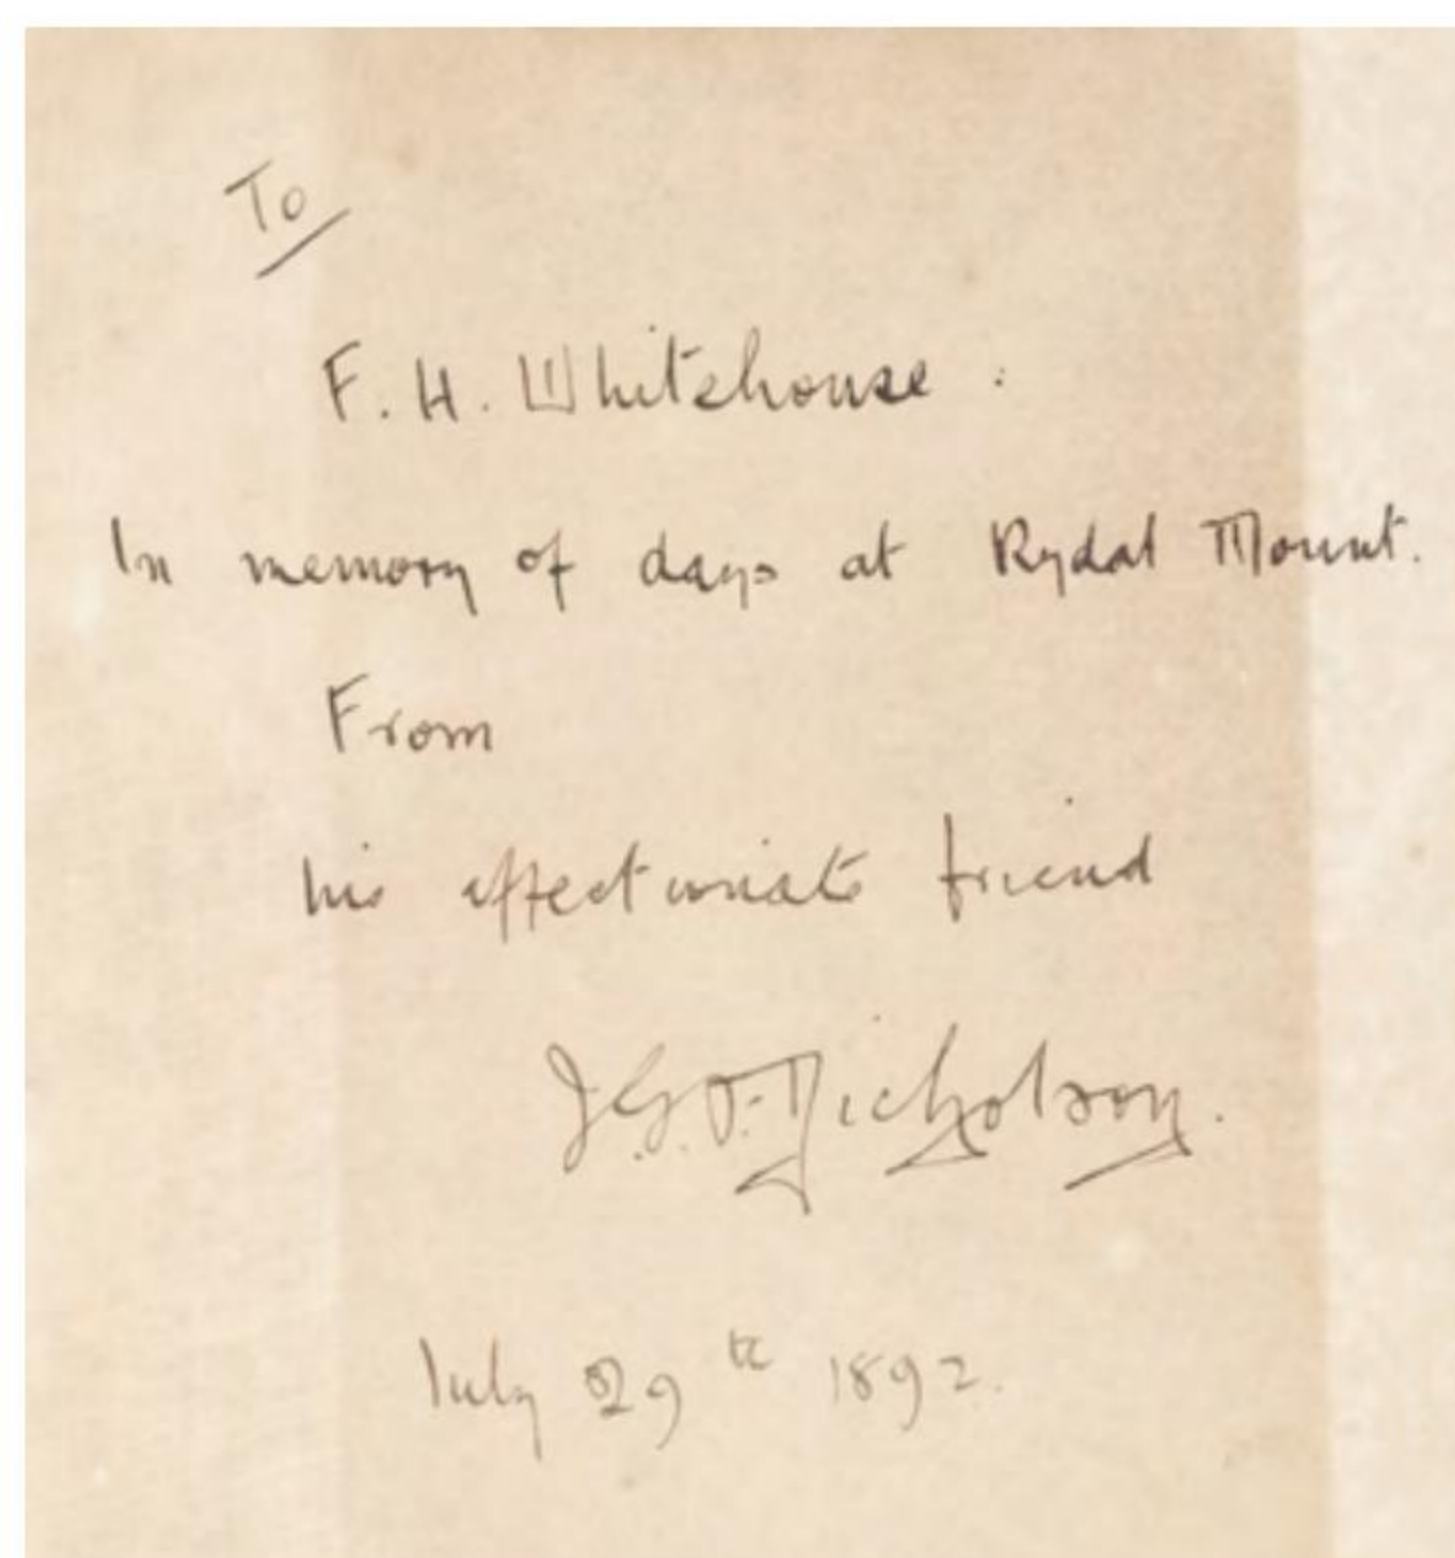 To
F. H. Whitehouse.
In memory of days at Rydal Mount.
From
his affectionate friend
J.G.F. Nicholson.
July 29th 1892.